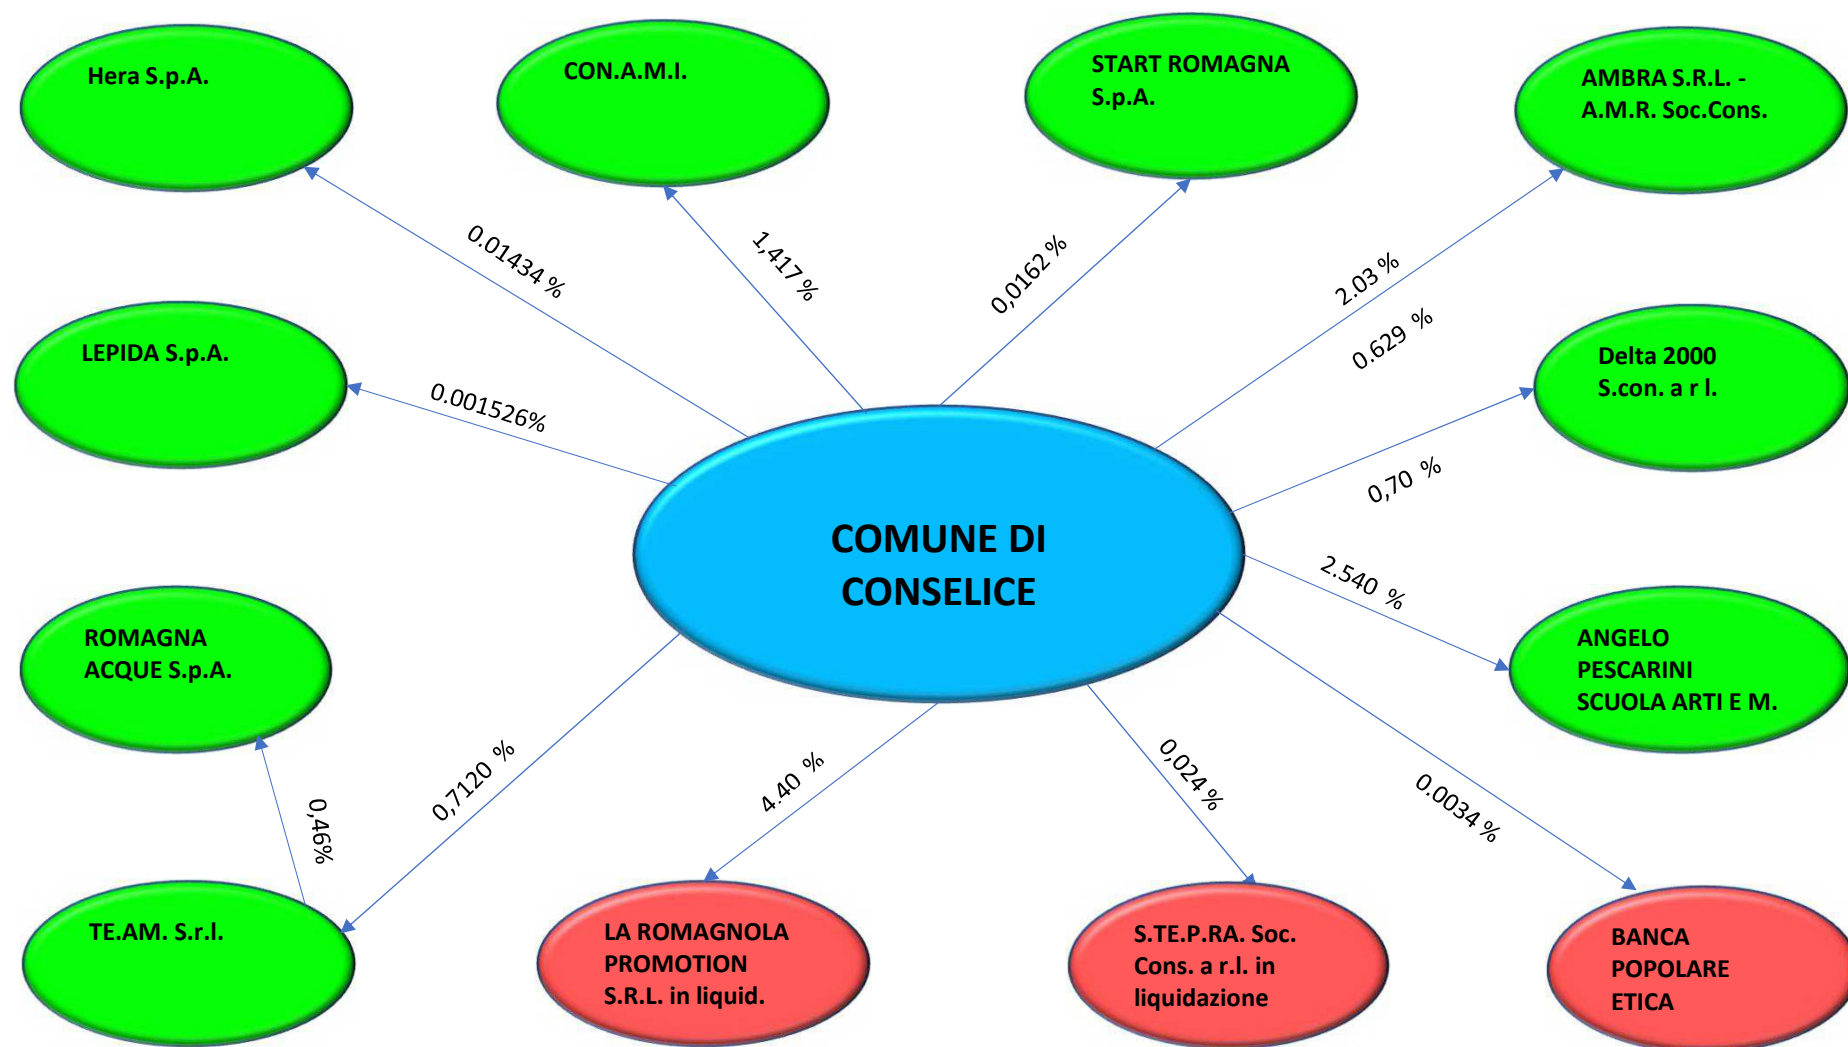 Hera S.p.A.
CON.A.M.I.
START ROMAGNA
S.p.A.
AMBRA S.R.L. -
A.M.R. Soc.Cons.
0.01434 %
1,417 %
0,0162 %
2.03 %
0.629 %
LEPIDA S.p.A.
0.001526%
Delta 2000
S.con. a r l.
0,70 %
COMUNE DI
CONSELICE
2.540 %
ROMAGNA
ACQUE S.p.A.
ANGELO
PESCARINI
SCUOLA ARTI E M.
0,46%
0,7120 %
4.40 %
0,024 %
0.0034 %
TE.AM. S.r.l.
LA ROMAGNOLA
PROMOTION
S.R.L. in liquid.
S.TE.P.RA. Soc.
Cons. a r.l. in
liquidazione
BANCA
POPOLARE
ETICA